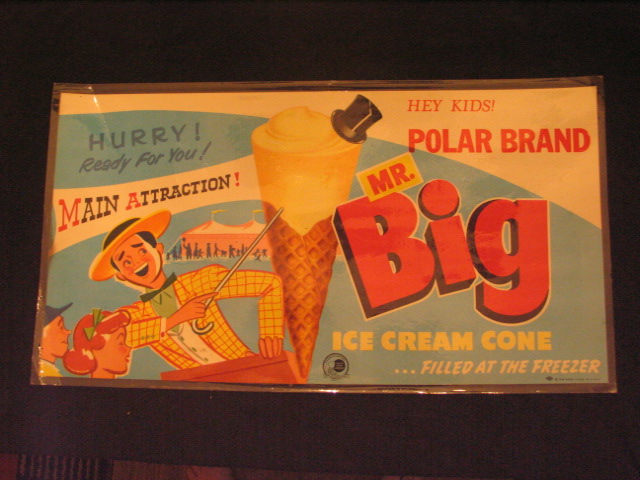 HURRY!
Ready For You!
MAIN ATTRACTION!
HEY KIDS!
POLAR BRAND
MR.
Big
ICE CREAM CONE
...FILLED AT THE FREEZER